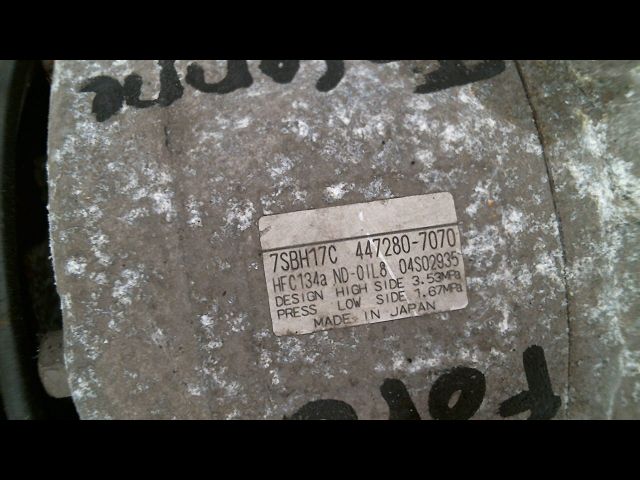 7SBH17C 447280-7070
HFC134a ND-OIL8 04S02935
DESIGN HIGH SIDE 3.53MPa
PRESS LOW SIDE 1.67MPa
MADE IN JAPAN